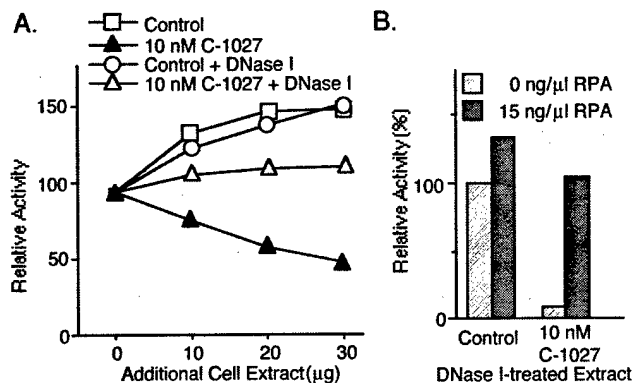 A.
Control
10 nM C-1027
Control + DNase I
10 nM C-1027 + DNase I
150
100
50
0
Relative Activity
0 10 20 30
Additional Cell Extract(µg)
B.
0 ng/µl RPA
15 ng/µl RPA
100
0
Relative Activity(%)
Control
10 nM
C-1027
DNase I-treated Extract